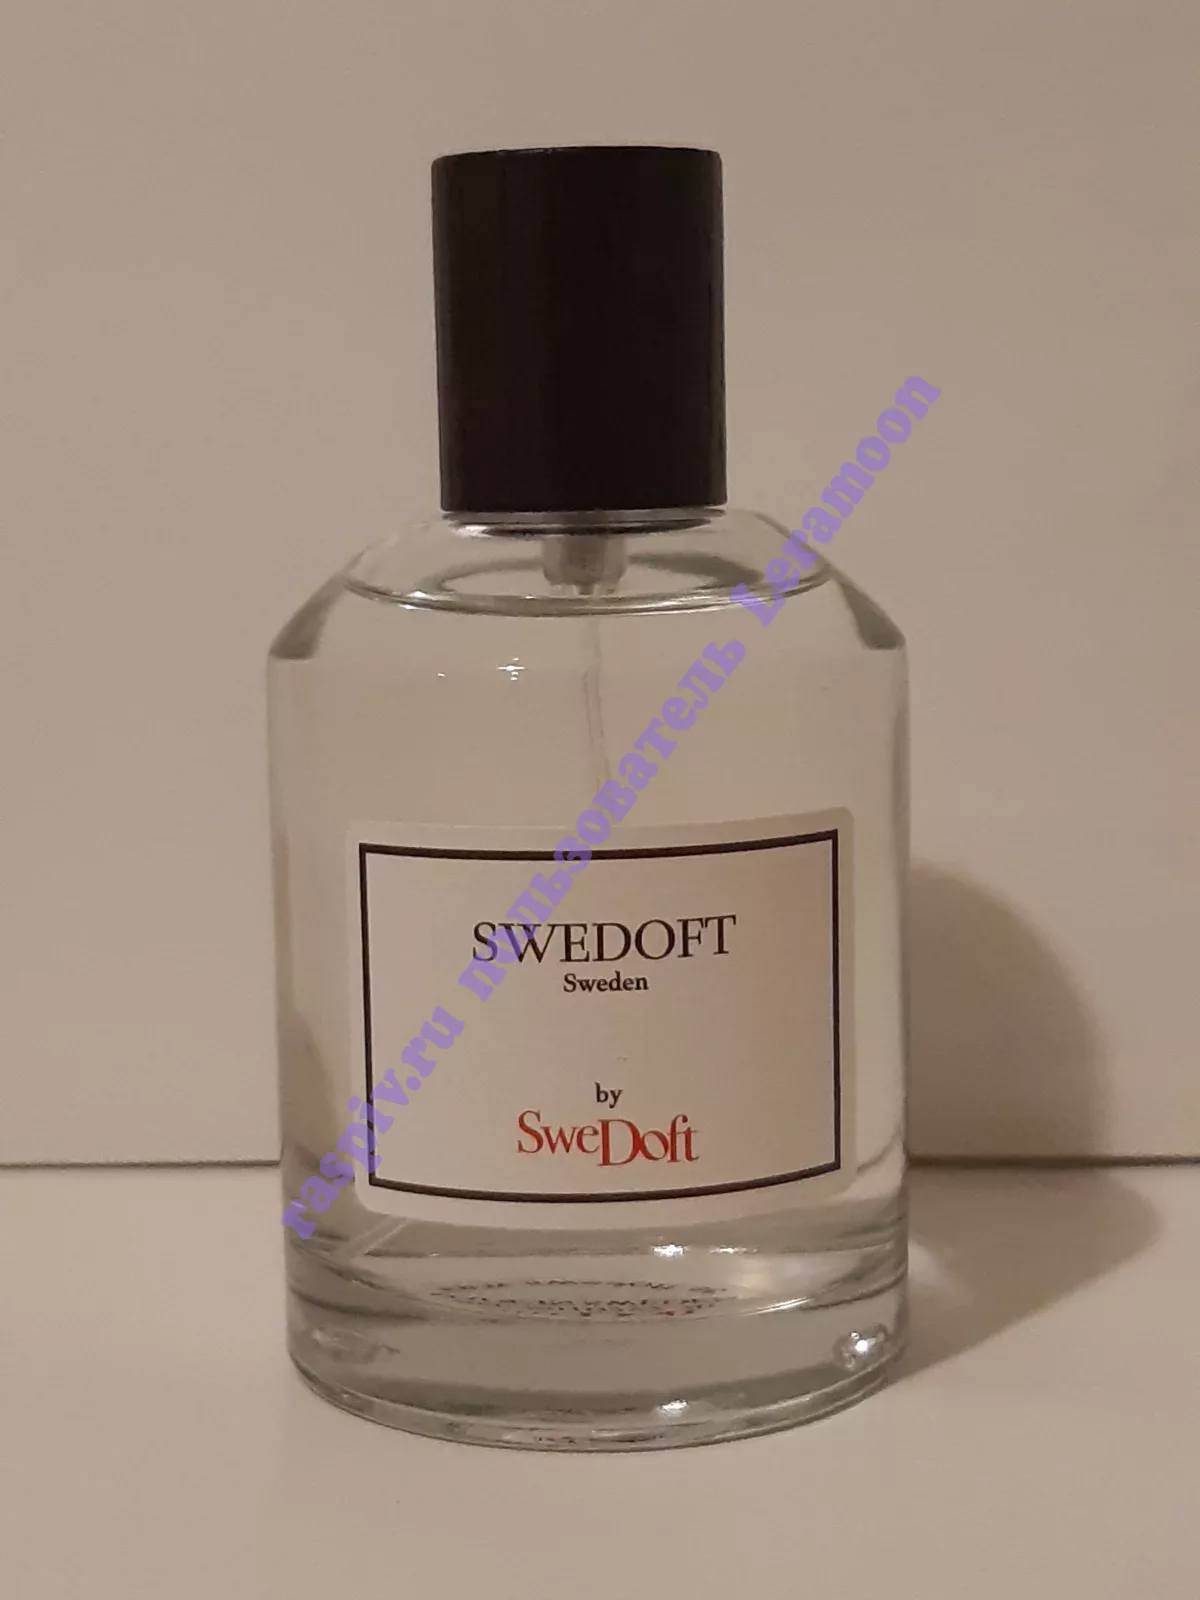 raspiv.ru пользователь Leramoon
SWEDOFT
Sweden
by
SweDoft